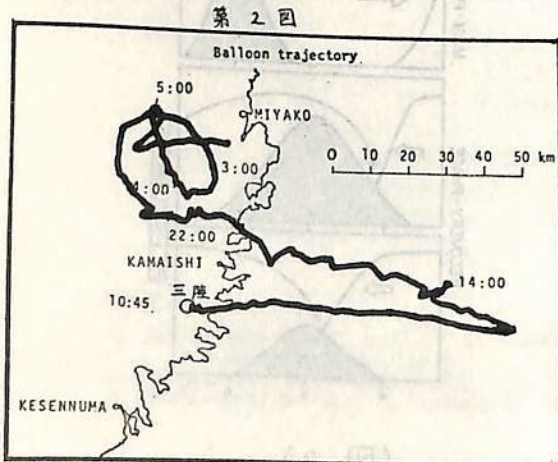 第2図
Balloon trajectory
5:00
MIYAKO
3:00
0 10 20 30 40 50 km
4:00
22:00
KAMAISHI
14:00
10:45
三陸
KESENNUMA